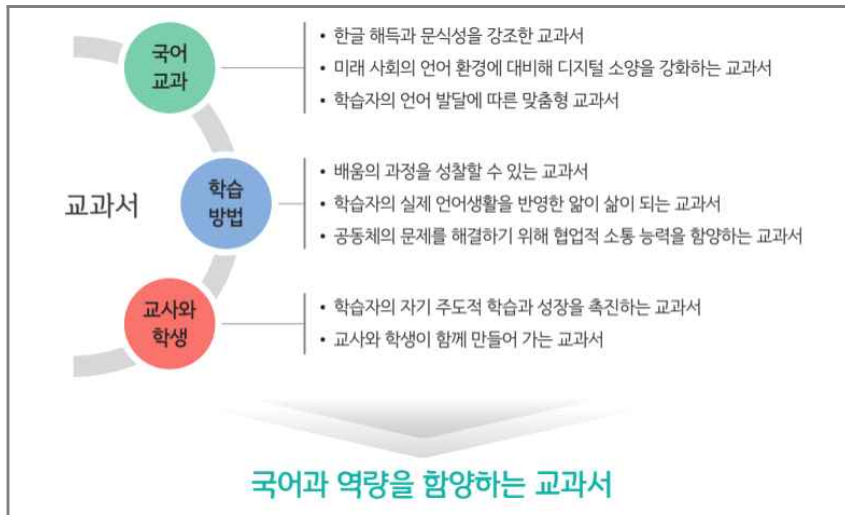 국어
교과
• 한글 해득과 문식성을 강조한 교과서
• 미래 사회의 언어 환경에 대비해 디지털 소양을 강화하는 교과서
• 학습자의 언어 발달에 따른 맞춤형 교과서
교과서
학습
방법
• 배움의 과정을 성찰할 수 있는 교과서
• 학습자의 실제 언어생활을 반영한 앎이 삶이 되는 교과서
• 공동체의 문제를 해결하기 위해 협업적 소통 능력을 함양하는 교과서
교사와
학생
• 학습자의 자기 주도적 학습과 성장을 촉진하는 교과서
• 교사와 학생이 함께 만들어 가는 교과서
국어과 역량을 함양하는 교과서